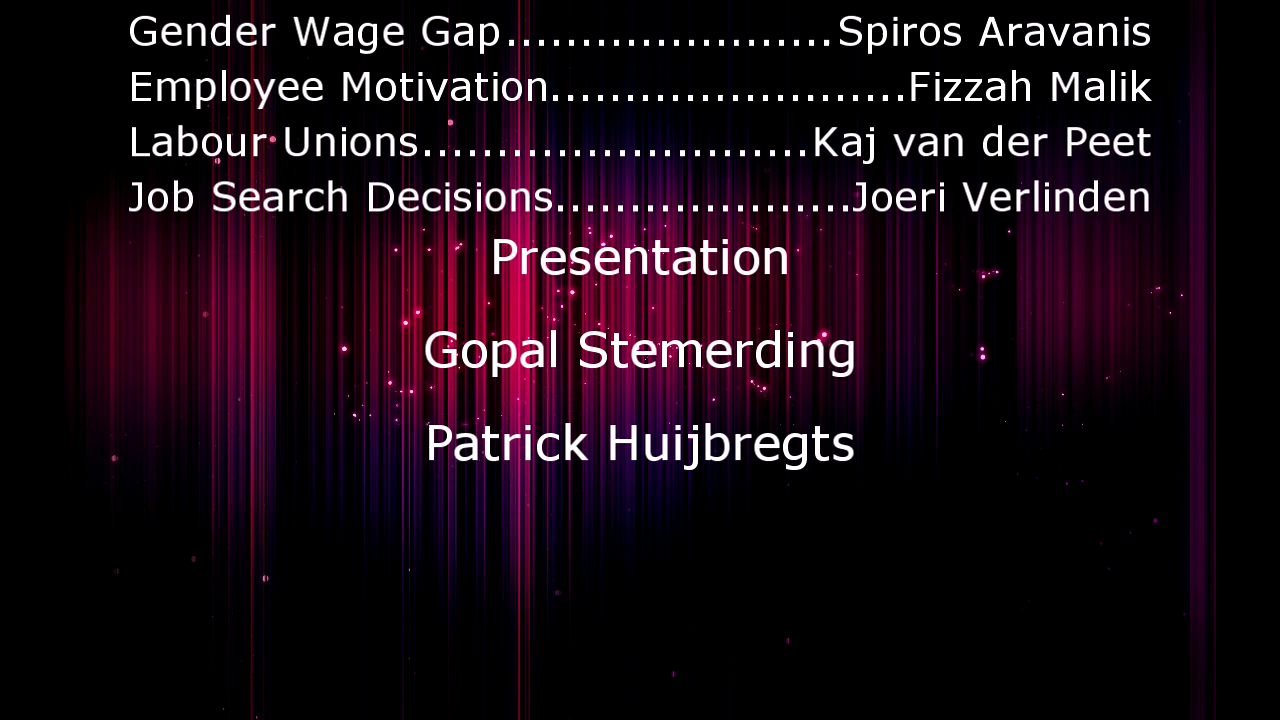 Gender Wage Gap......................Spiros Aravanis
Employee Motivation........................Fizzah Malik
Labour Unions..........................Kaj van der Peet
Job Search Decisions....................Joeri Verlinden
Presentation
Gopal Stemerding
Patrick Huijbregts